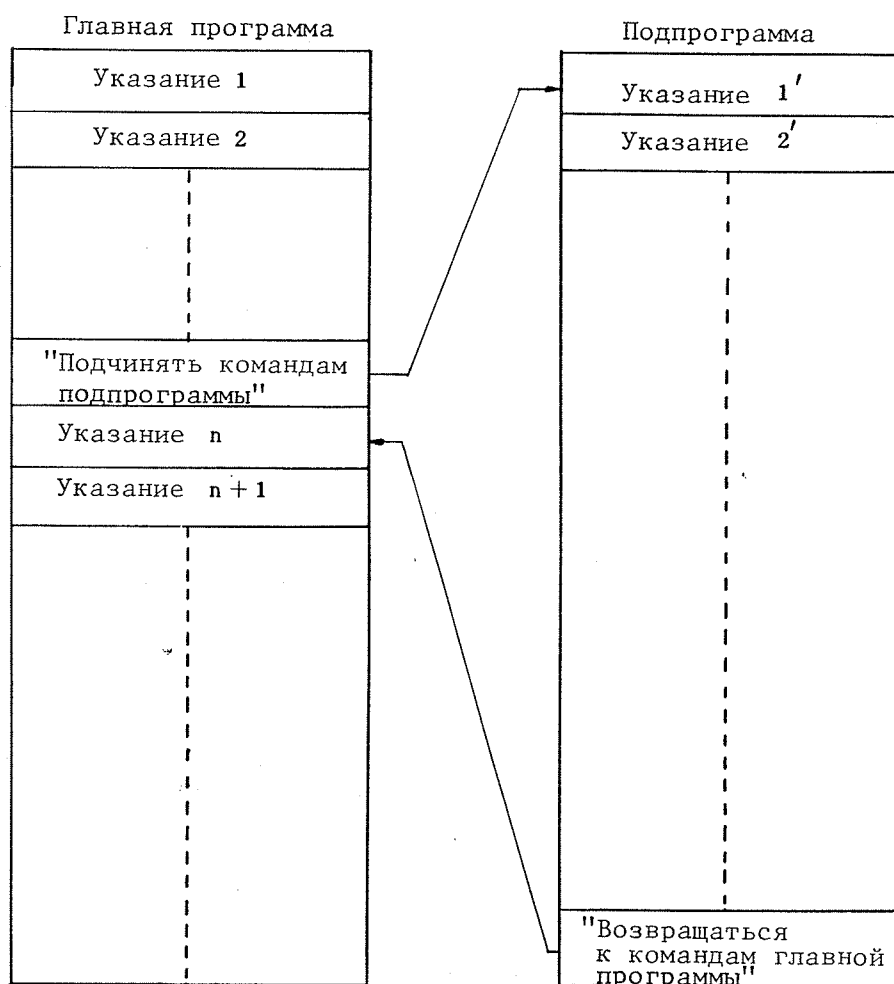 Главная программа
Указание 1
Указание 2
"Подчинять командам
подпрограммы"
Указание n
Указание n+1
Подпрограмма
Указание 1'
Указание 2'
"Возвращаться
к командам главной
программы"